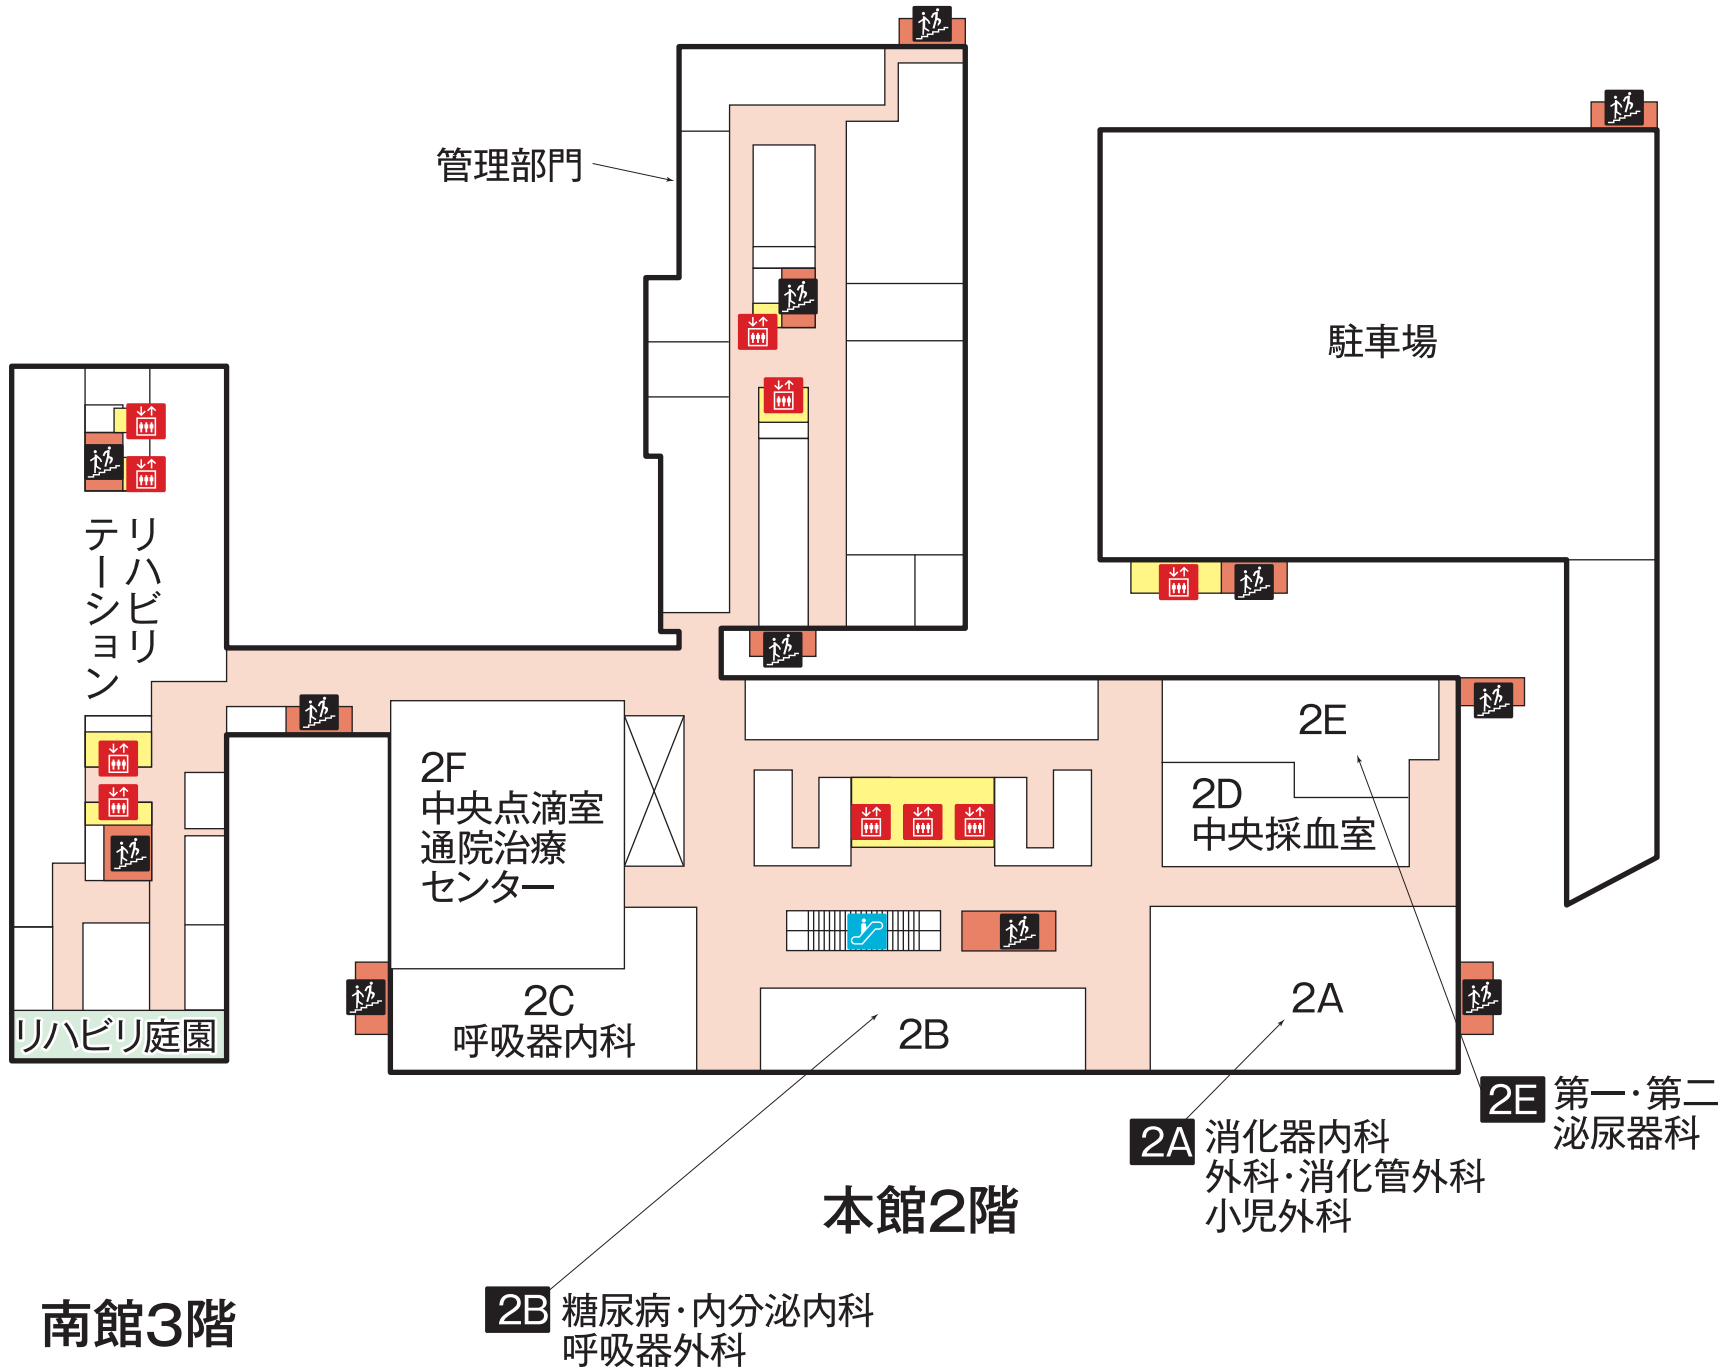 管理部門
駐車場
リハビリ
テーション
2F
中央点滴室
通院治療
センター
2E
2D
中央採血室
2C
呼吸器内科
2B
2A
リハビリ庭園
2E 第一・第二
泌尿器科
2A 消化器内科
外科・消化管外科
小児外科
本館2階
2B 糖尿病・内分泌内科
呼吸器外科
南館3階